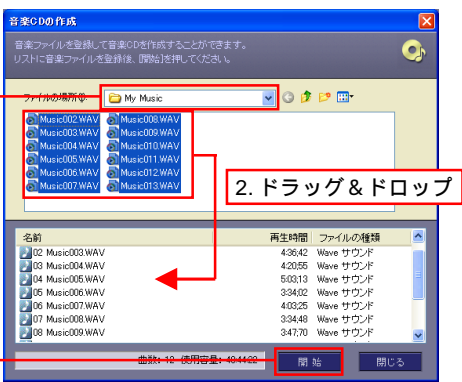 音楽CDの作成
音楽ファイルを登録して音楽CDを作成することができます。
リストに音楽ファイルを登録後、[開始]を押してください。
ファイルの場所(I):
My Music
Music002.WAV Music008.WAV
Music003.WAV Music009.WAV
Music004.WAV Music010.WAV
Music005.WAV Music011.WAV
Music006.WAV Music012.WAV
Music007.WAV Music013.WAV
2. ドラッグ&ドロップ
名前 再生時間 ファイルの種類
02 Music003.WAV 4:36;42 Wave サウンド
03 Music004.WAV 4:20;55 Wave サウンド
04 Music005.WAV 5:03;13 Wave サウンド
05 Music006.WAV 3:34;02 Wave サウンド
06 Music007.WAV 4:03;25 Wave サウンド
07 Music008.WAV 3:34;48 Wave サウンド
08 Music009.WAV 3:47;70 Wave サウンド
曲数: 12 使用容量:
開始
閉じる